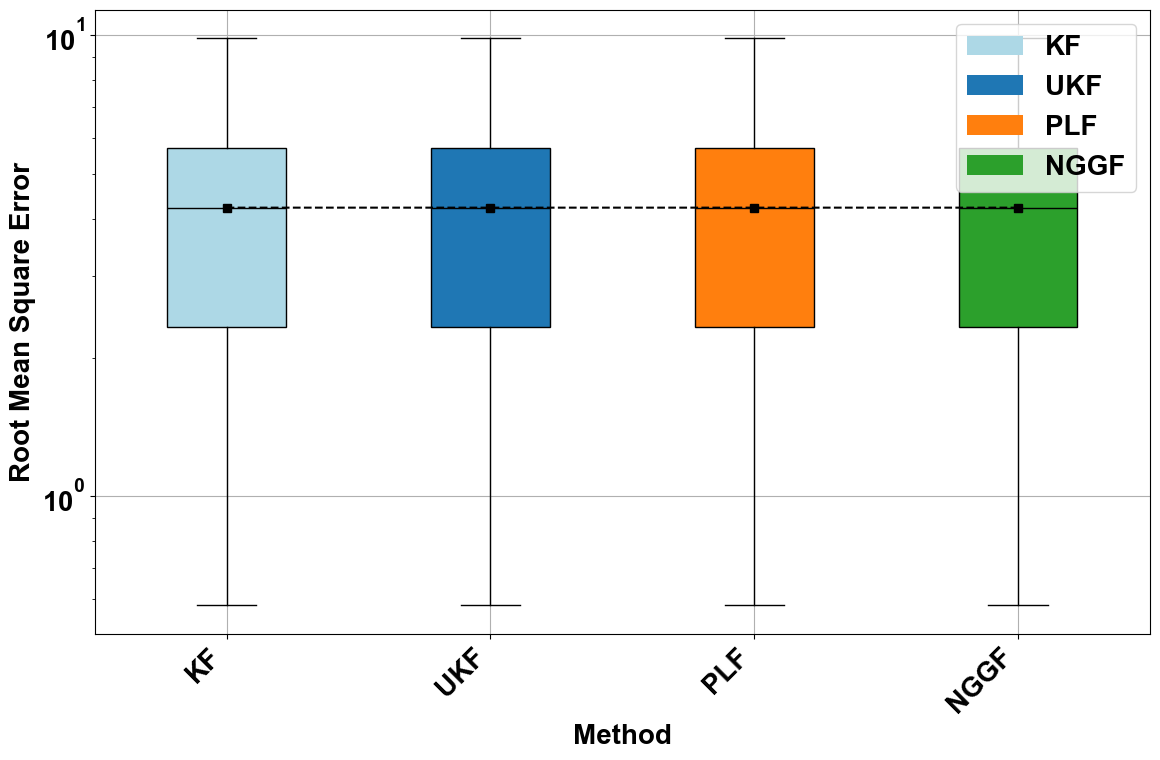 10^1
10^0
Root Mean Square Error
KF
UKF
PLF
NGGF
KF
UKF
PLF
NGGF
Method